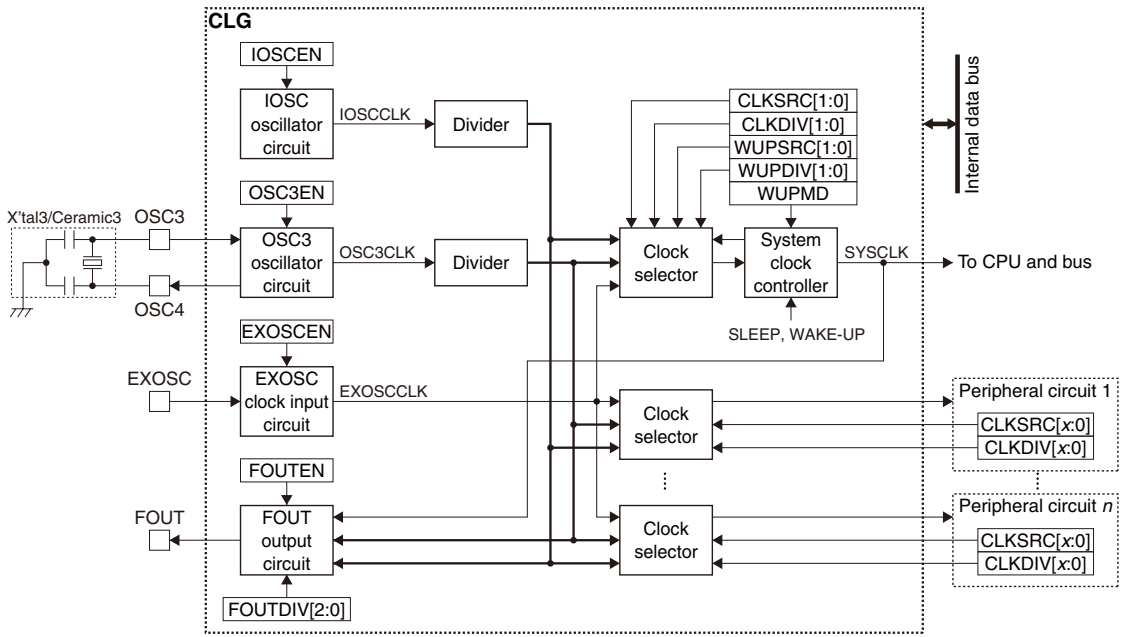 CLG
IOSCEN
IOSC
oscillator
circuit
IOSCCLK
Divider
CLKSRC[1:0]
CLKDIV[1:0]
WUPSRC[1:0]
WUPDIV[1:0]
WUPMD
Internal data bus
X'tal3/Ceramic3
OSC3
OSC4
OSC3EN
OSC3
oscillator
circuit
OSC3CLK
Divider
Clock
selector
System
clock
controller
SYSCLK
To CPU and bus
SLEEP, WAKE-UP
EXOSC
EXOSCEN
EXOSC
clock input
circuit
EXOSCCLK
Clock
selector
Peripheral circuit 1
CLKSRC[x:0]
CLKDIV[x:0]
FOUT
FOUTEN
FOUT
output
circuit
FOUTDIV[2:0]
Clock
selector
Peripheral circuit n
CLKSRC[x:0]
CLKDIV[x:0]